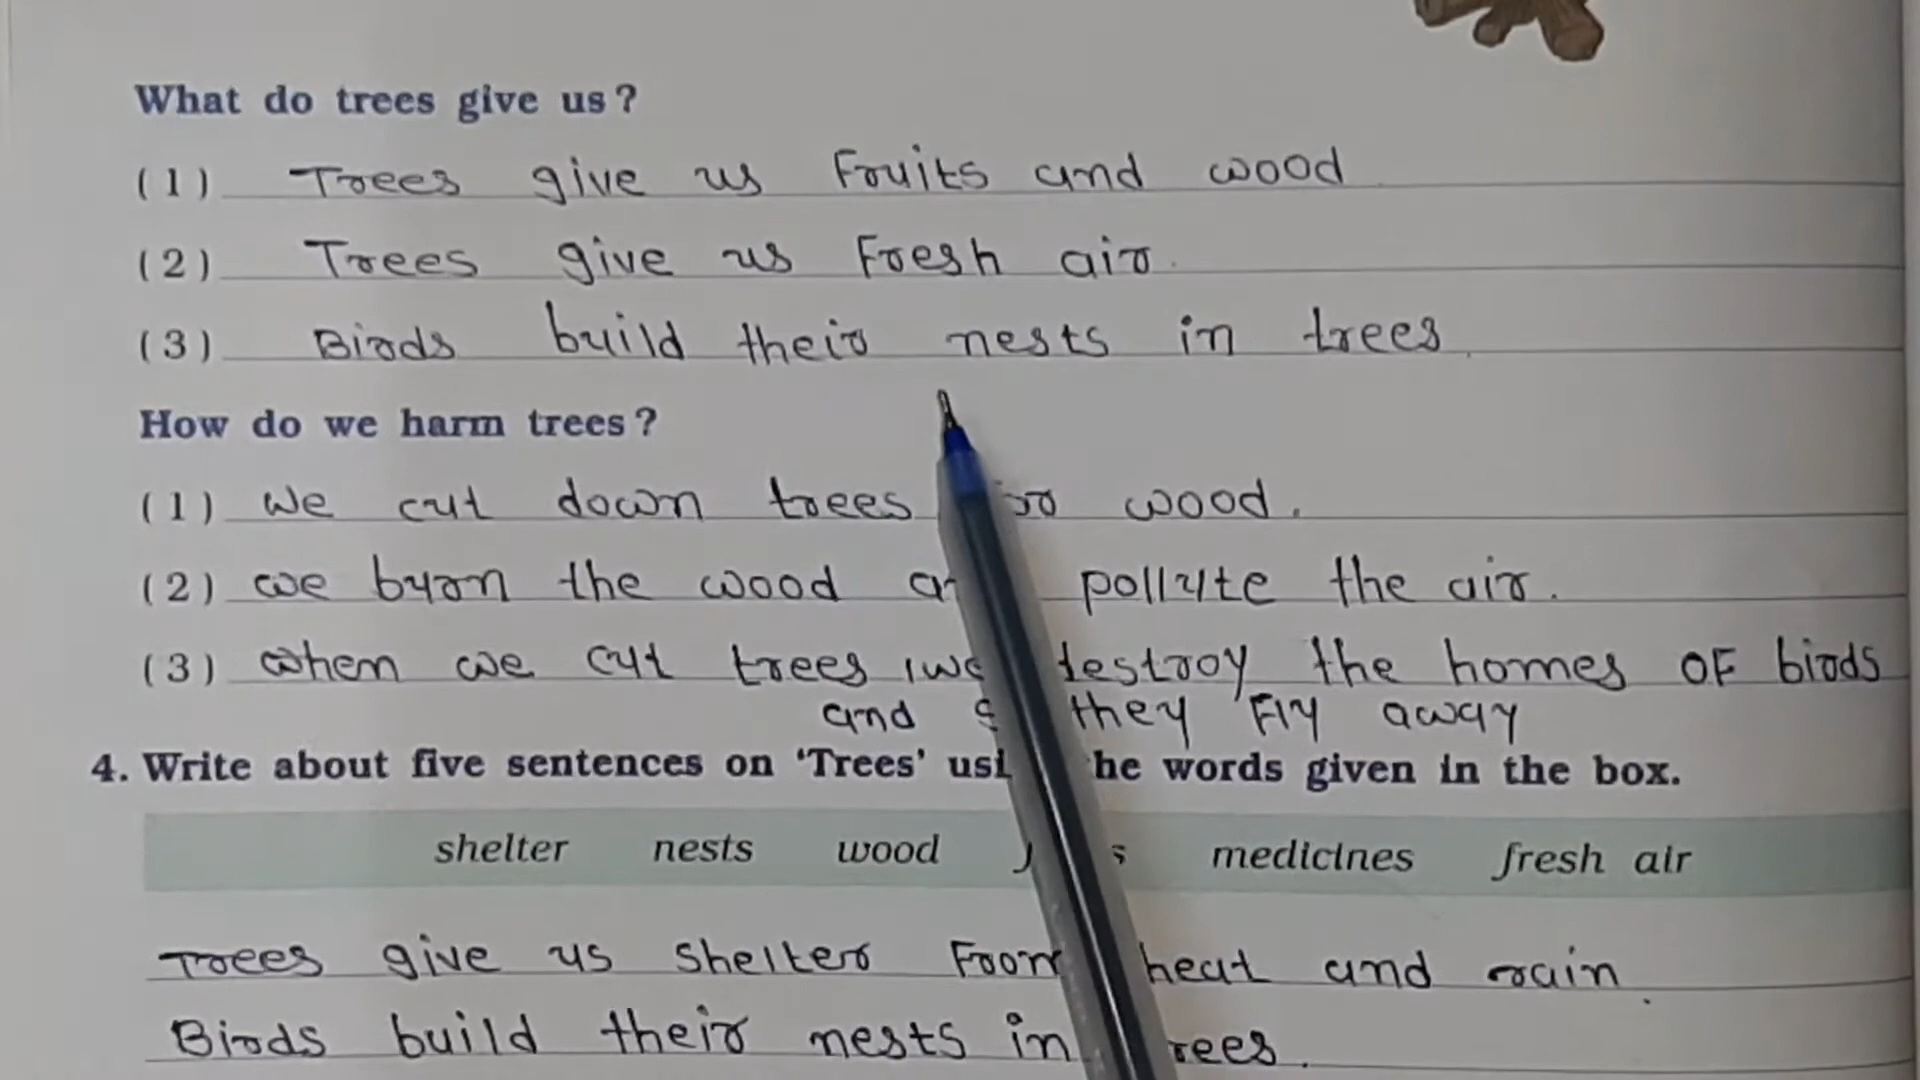 What do trees give us?
(1) Trees give us Fruits and wood
(2) Trees give us Fresh air.
(3) Birds build their nests in trees.
How do we harm trees?
(1) We cut down trees wood.
(2) we burn the wood pollute the air.
(3) when we cut trees, we destroy the homes OF birds
and they Fly away
4. Write about five sentences on 'Trees' the words given in the box.
shelter nests wood medicines fresh air
Trees give us shelter From heat and rain.
Birds build their nests in trees.